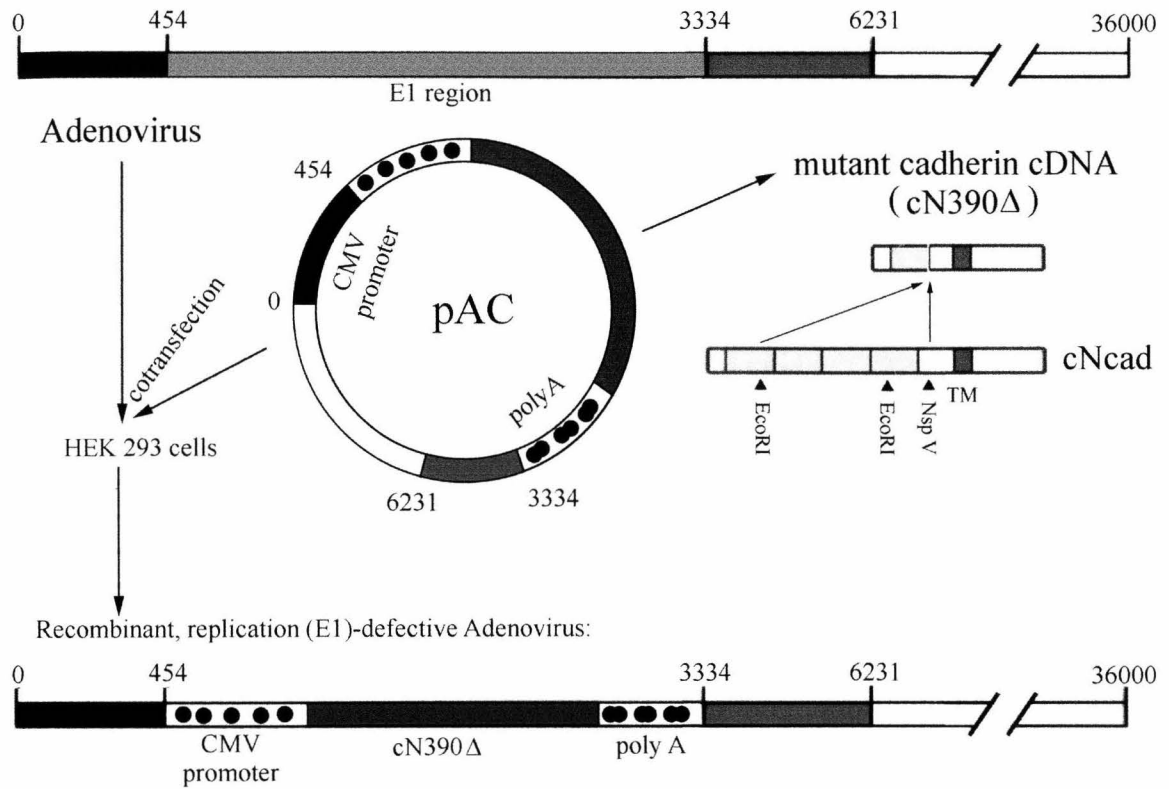 0 454 3334 6231 36000
E1 region
Adenovirus
454
CMV
promoter
0
pAC
polyA
6231
3334
cotransfection
HEK 293 cells
mutant cadherin cDNA
(cN390Δ)
cNcad
EcoRI
EcoRI
Nsp V
TM
Recombinant, replication (E1)-defective Adenovirus:
0 454 3334 6231 36000
CMV
promoter
cN390Δ
poly A